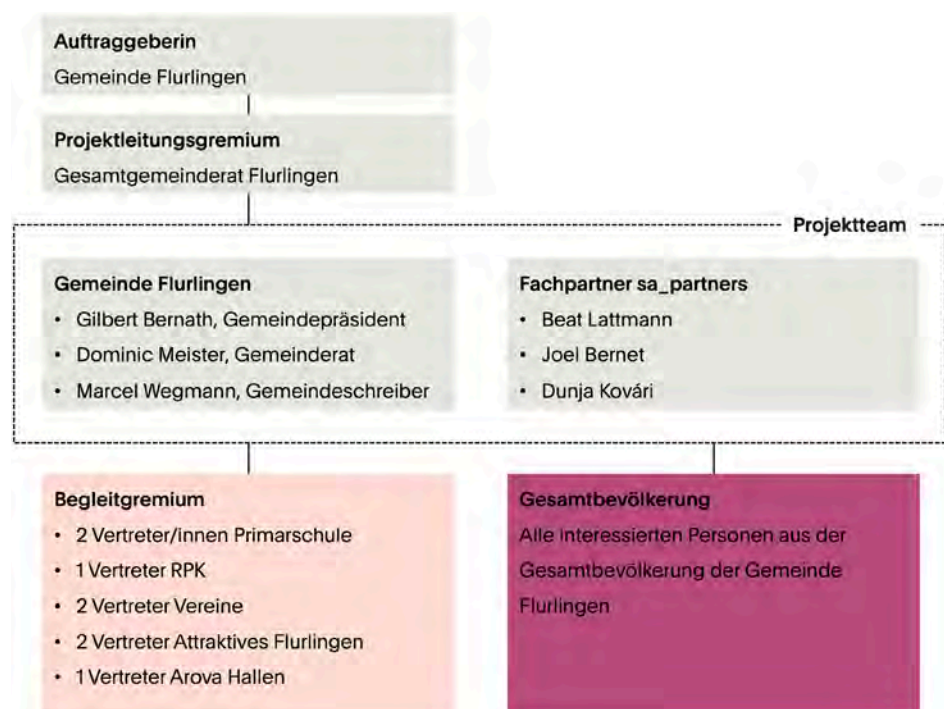 Auftraggeberin
Gemeinde Flurlingen
Projektleitungsgremium
Gesamtgemeinderat Flurlingen
Projektteam
Gemeinde Flurlingen
• Gilbert Bernath, Gemeindepräsident
• Dominic Meister, Gemeinderat
• Marcel Wegmann, Gemeindeschreiber
Fachpartner sa_partners
• Beat Lattmann
• Joel Bernet
• Dunja Kovári
Begleitgremium
• 2 Vertreter/innen Primarschule
• 1 Vertreter RPK
• 2 Vertreter Vereine
• 2 Vertreter Attraktives Flurlingen
• 1 Vertreter Arova Hallen
Gesamtbevölkerung
Alle interessierten Personen aus der
Gesamtbevölkerung der Gemeinde
Flurlingen